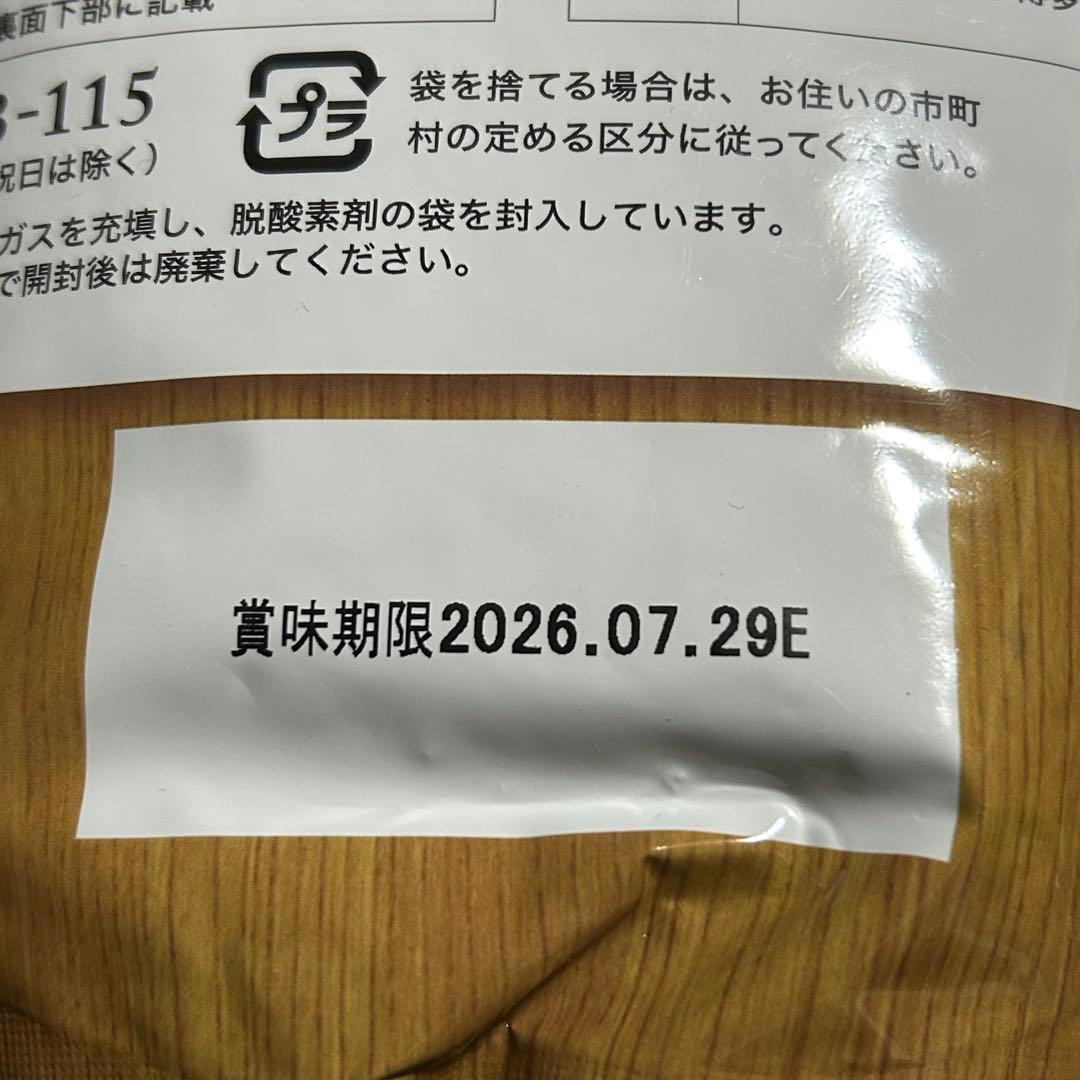 裏面下部に記載
-115
祝日は除く)
プラ
袋を捨てる場合は、お住いの市町
村の定める区分に従ってください。
ガスを充填し、脱酸素剤の袋を封入しています。
で開封後は廃棄してください。
賞味期限2026.07.29E